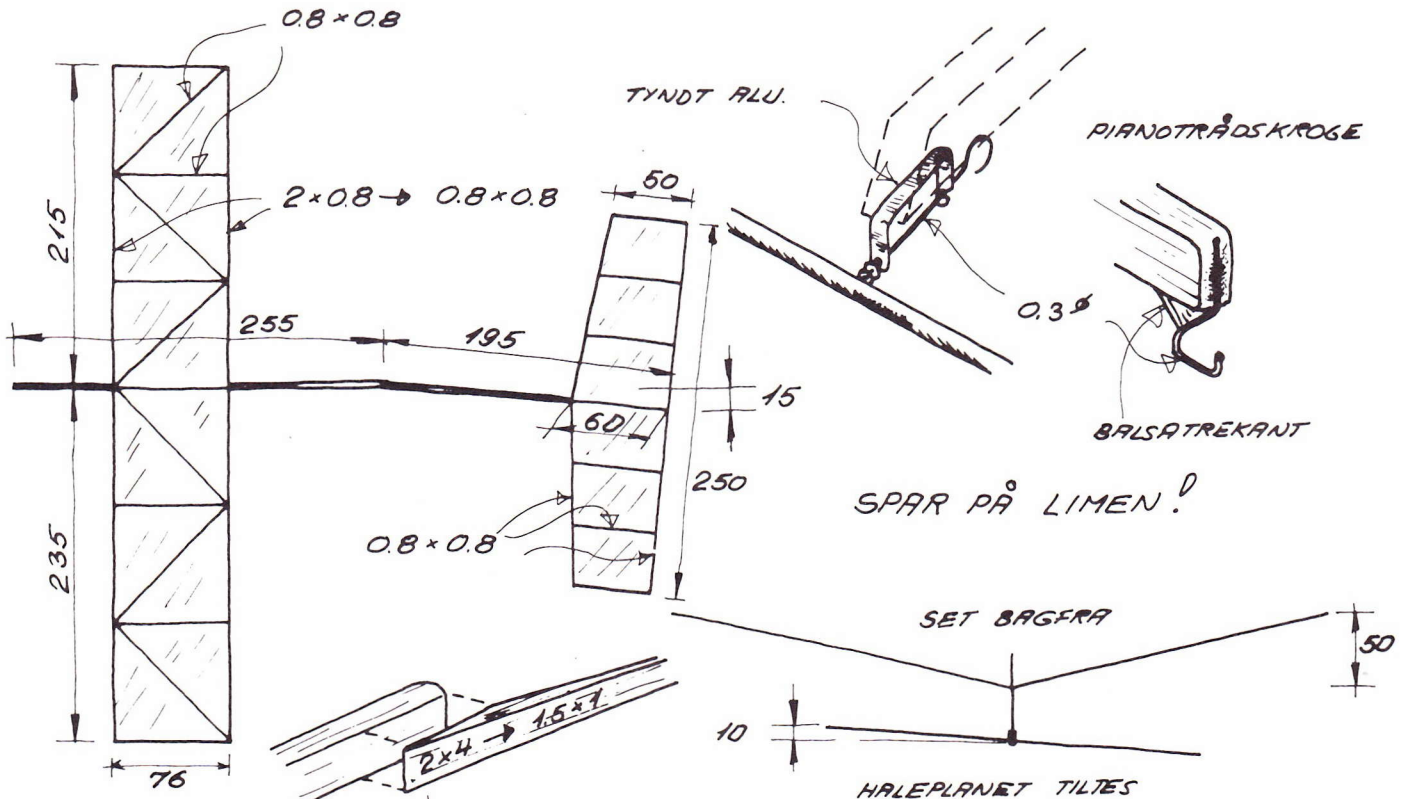 0.8 × 0.8
TYNDT ALU.
PIANOTRÅDSKROGE
215
2 × 0.8 → 0.8 × 0.8
50
0.3 ø
255
195
15
60
BALSATREKANT
250
235
0.8 × 0.8
SPAR PÅ LIMEN!
SET BAGFRA
50
2×4 → 1.5×1
10
76
HALEPLANET TILTES